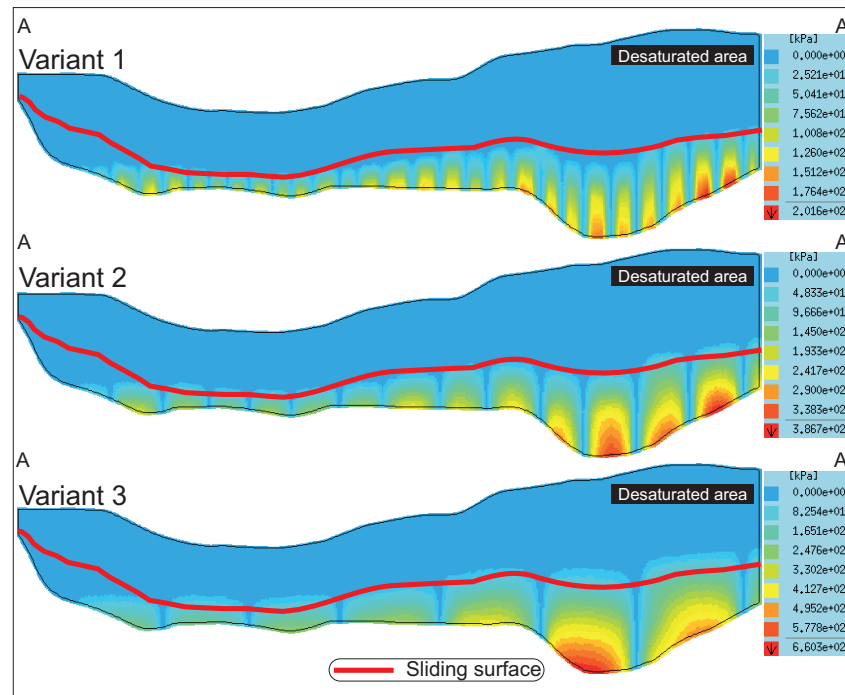 A A
Variant 1
Desaturated area
[kPa]
0.000e+00
2.521e+01
5.041e+01
7.562e+01
1.008e+02
1.260e+02
1.512e+02
1.764e+02
2.016e+02
A A
Variant 2
Desaturated area
[kPa]
0.000e+00
4.833e+01
9.666e+01
1.450e+02
1.933e+02
2.417e+02
2.900e+02
3.383e+02
3.867e+02
A A
Variant 3
Desaturated area
[kPa]
0.000e+00
8.254e+01
1.651e+02
2.476e+02
3.302e+02
4.127e+02
4.952e+02
5.778e+02
6.603e+02
Sliding surface